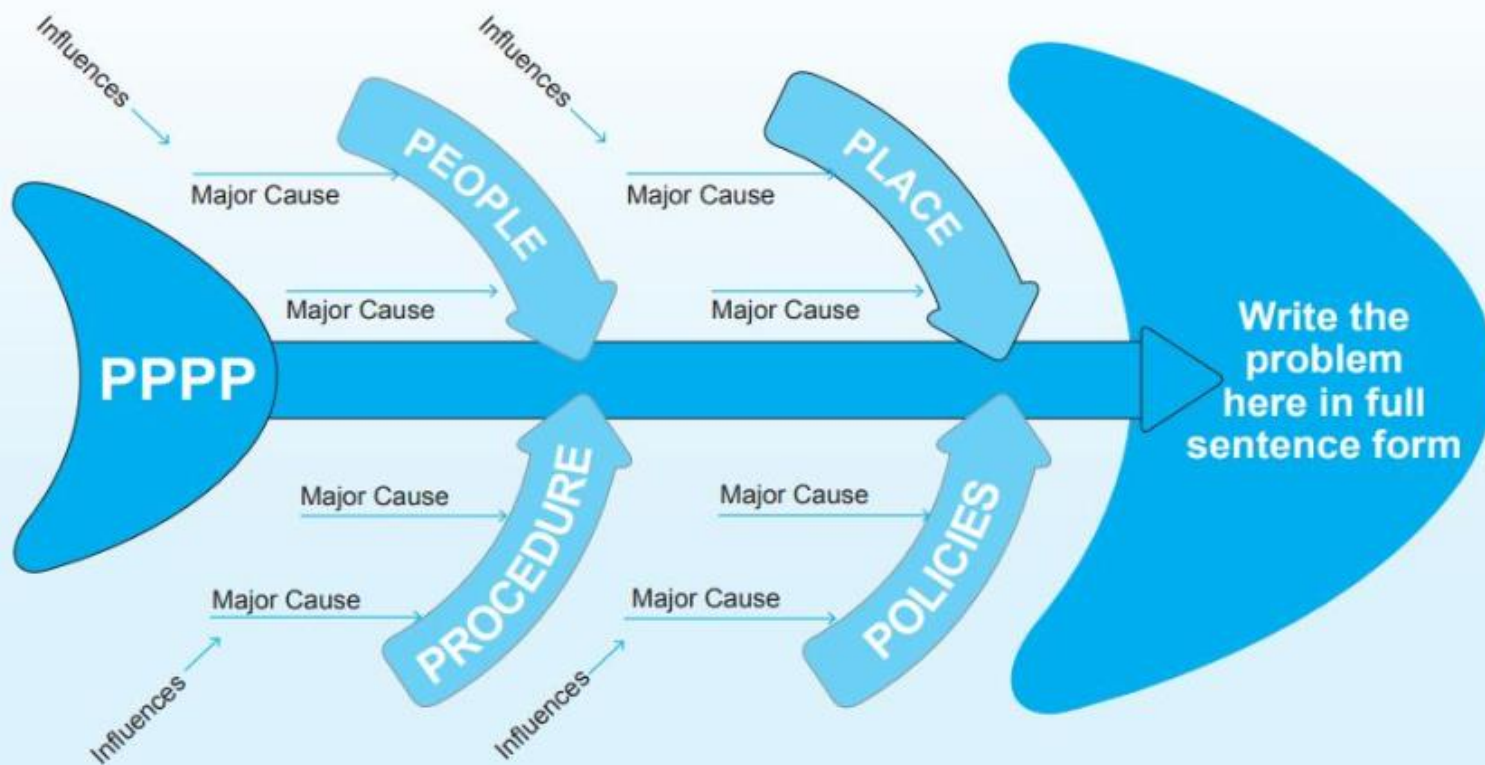 Influences
Influences
PEOPLE
PLACE
Major Cause
Major Cause
Major Cause
Major Cause
PPPP
Write the
problem
here in full
sentence form
Major Cause
Major Cause
PROCEDURE
POLICIES
Major Cause
Major Cause
Influences
Influences